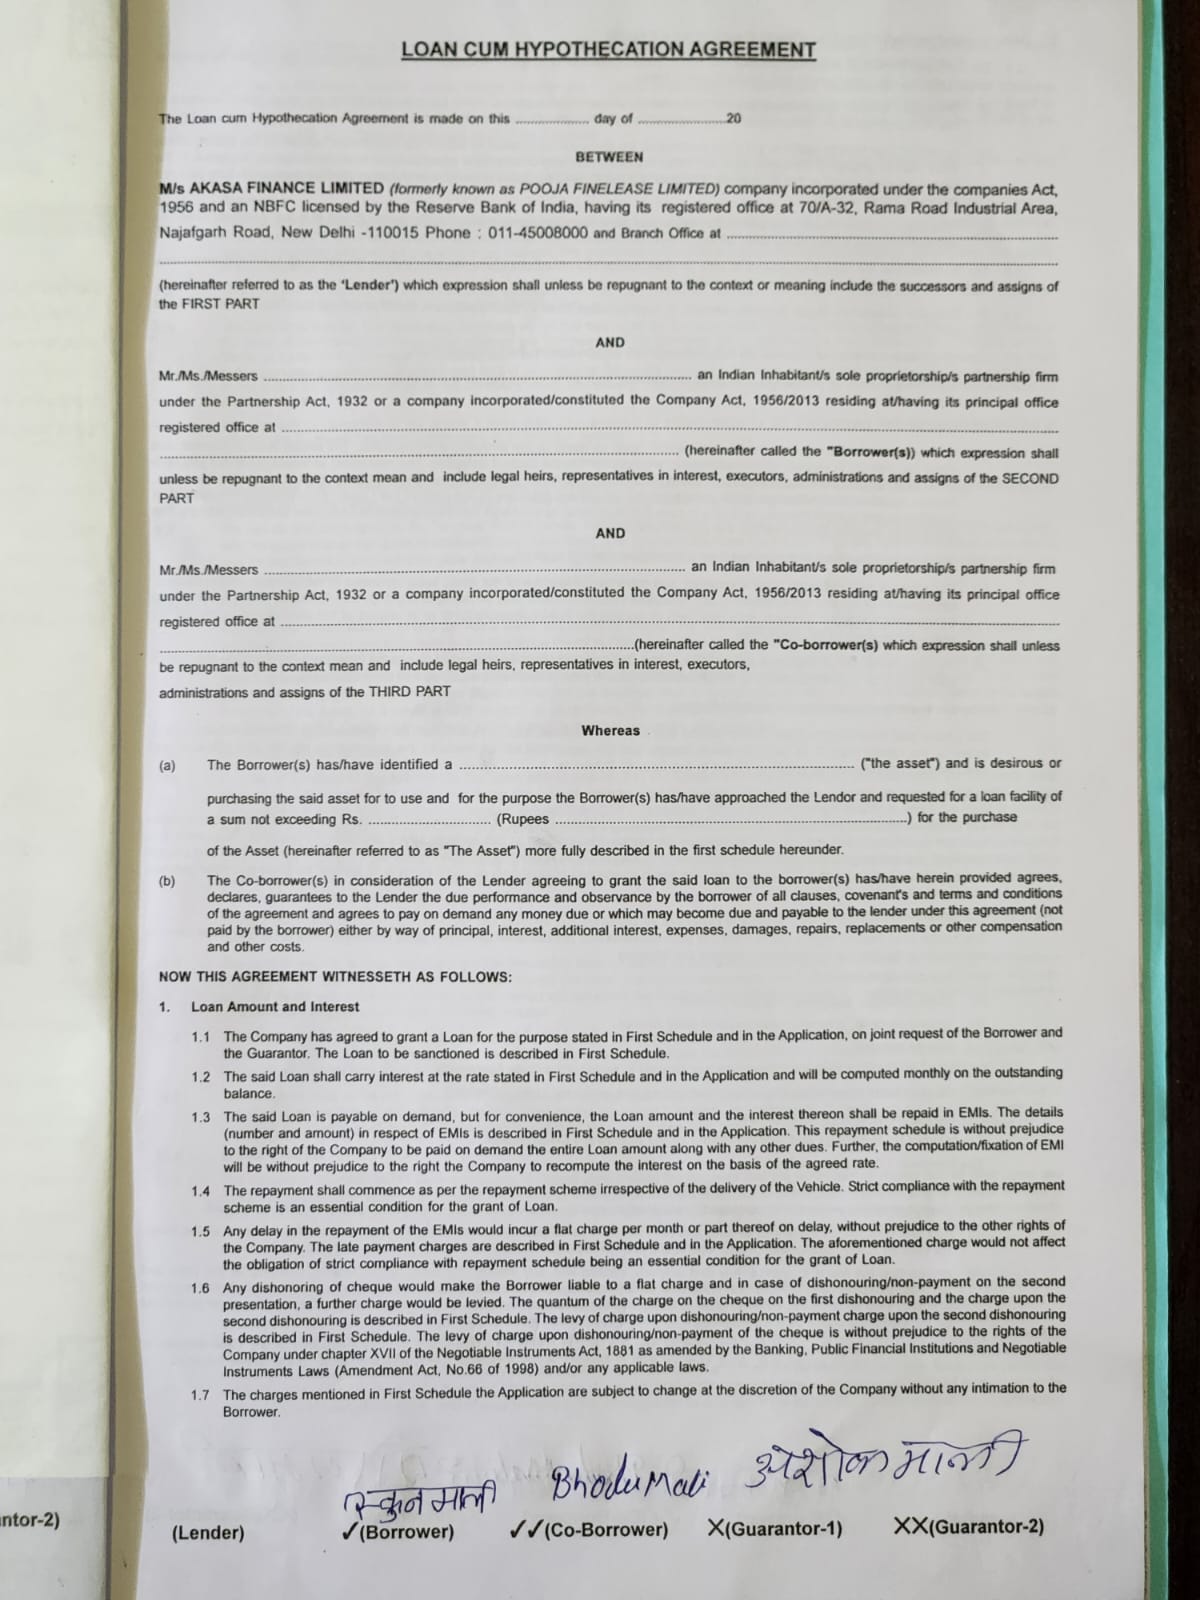 LOAN CUM HYPOTHECATION AGREEMENT
The Loan cum Hypothecation Agreement is made on this .................. day of ......................20
BETWEEN
M/s AKASA FINANCE LIMITED (formerly known as POOJA FINELEASE LIMITED) company incorporated under the companies Act,
1956 and an NBFC licensed by the Reserve Bank of India, having its registered office at 70/A-32, Rama Road Industrial Area,
Najafgarh Road, New Delhi -110015 Phone : 011-45008000 and Branch Office at ..............................
..............................
(hereinafter referred to as the 'Lender') which expression shall unless be repugnant to the context or meaning include the successors and assigns of
the FIRST PART
AND
Mr./Ms./Messers .............................. an Indian Inhabitant/s sole proprietorship/s partnership firm
under the Partnership Act, 1932 or a company incorporated/constituted the Company Act, 1956/2013 residing at/having its principal office
registered office at ..............................
.............................. (hereinafter called the "Borrower(s)) which expression shall
unless be repugnant to the context mean and include legal heirs, representatives in interest, executors, administrations and assigns of the SECOND
PART
AND
Mr./Ms./Messers .............................. an Indian Inhabitant/s sole proprietorship/s partnership firm
under the Partnership Act, 1932 or a company incorporated/constituted the Company Act, 1956/2013 residing at/having its principal office
registered office at ..............................
..............................(hereinafter called the "Co-borrower(s) which expression shall unless
be repugnant to the context mean and include legal heirs, representatives in interest, executors,
administrations and assigns of the THIRD PART
Whereas
(a) The Borrower(s) has/have identified a .............................. ("the asset") and is desirous or
purchasing the said asset for to use and for the purpose the Borrower(s) has/have approached the Lendor and requested for a loan facility of
a sum not exceeding Rs. .............................. (Rupees ..............................) for the purchase
of the Asset (hereinafter referred to as "The Asset") more fully described in the first schedule hereunder.
(b) The Co-borrower(s) in consideration of the Lender agreeing to grant the said loan to the borrower(s) has/have herein provided agrees,
declares, guarantees to the Lender the due performance and observance by the borrower of all clauses, covenant's and terms and conditions
of the agreement and agrees to pay on demand any money due or which may become due and payable to the lender under this agreement (not
paid by the borrower) either by way of principal, interest, additional interest, expenses, damages, repairs, replacements or other compensation
and other costs.
NOW THIS AGREEMENT WITNESSETH AS FOLLOWS:
1. Loan Amount and Interest
1.1 The Company has agreed to grant a Loan for the purpose stated in First Schedule and in the Application, on joint request of the Borrower and
the Guarantor. The Loan to be sanctioned is described in First Schedule.
1.2 The said Loan shall carry interest at the rate stated in First Schedule and in the Application and will be computed monthly on the outstanding
balance.
1.3 The said Loan is payable on demand, but for convenience, the Loan amount and the interest thereon shall be repaid in EMIs. The details
(number and amount) in respect of EMIs is described in First Schedule and in the Application. This repayment schedule is without prejudice
to the right of the Company to be paid on demand the entire Loan amount along with any other dues. Further, the computation/fixation of EMI
will be without prejudice to the right the Company to recompute the interest on the basis of the agreed rate.
1.4 The repayment shall commence as per the repayment scheme irrespective of the delivery of the Vehicle. Strict compliance with the repayment
scheme is an essential condition for the grant of Loan.
1.5 Any delay in the repayment of the EMIs would incur a flat charge per month or part thereof on delay, without prejudice to the other rights of
the Company. The late payment charges are described in First Schedule and in the Application. The aforementioned charge would not affect
the obligation of strict compliance with repayment schedule being an essential condition for the grant of Loan.
1.6 Any dishonoring of cheque would make the Borrower liable to a flat charge and in case of dishonouring/non-payment on the second
presentation, a further charge would be levied. The quantum of the charge on the cheque on the first dishonouring and the charge upon the
second dishonouring is described in First Schedule. The levy of charge upon dishonouring/non-payment charge upon the second dishonouring
is described in First Schedule. The levy of charge upon dishonouring/non-payment of the cheque is without prejudice to the rights of the
Company under chapter XVII of the Negotiable Instruments Act, 1881 as amended by the Banking, Public Financial Institutions and Negotiable
Instruments Laws (Amendment Act, No.66 of 1998) and/or any applicable laws.
1.7 The charges mentioned in First Schedule the Application are subject to change at the discretion of the Company without any intimation to the
Borrower.
माली Bhodu Mali अशोक माली
ntor-2) (Lender) ✓(Borrower) ✓✓(Co-Borrower) X(Guarantor-1) XX(Guarantor-2)